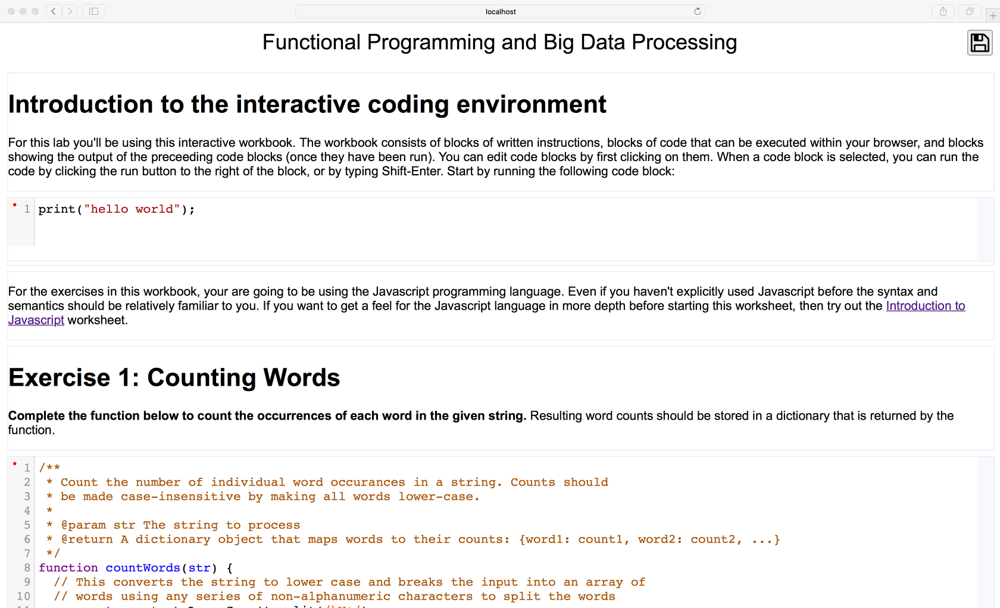 localhost
Functional Programming and Big Data Processing
Introduction to the interactive coding environment
For this lab you'll be using this interactive workbook. The workbook consists of blocks of written instructions, blocks of code that can be executed within your browser, and blocks
showing the output of the preceeding code blocks (once they have been run). You can edit code blocks by first clicking on them. When a code block is selected, you can run the
code by clicking the run button to the right of the block, or by typing Shift-Enter. Start by running the following code block:
1 print("hello world");
For the exercises in this workbook, your are going to be using the Javascript programming language. Even if you haven't explicitly used Javascript before the syntax and
semantics should be relatively familiar to you. If you want to get a feel for the Javascript language in more depth before starting this worksheet, then try out the Introduction to
Javascript worksheet.
Exercise 1: Counting Words
Complete the function below to count the occurrences of each word in the given string. Resulting word counts should be stored in a dictionary that is returned by the
function.
1 /**
2 * Count the number of individual word occurances in a string. Counts should
3 * be made case-insensitive by making all words lower-case.
4 *
5 * @param str The string to process
6 * @return A dictionary object that maps words to their counts: {word1: count1, word2: count2, ...}
7 */
8 function countWords(str) {
9 // This converts the string to lower case and breaks the input into an array of
10 // words using any series of non-alphanumeric characters to split the words